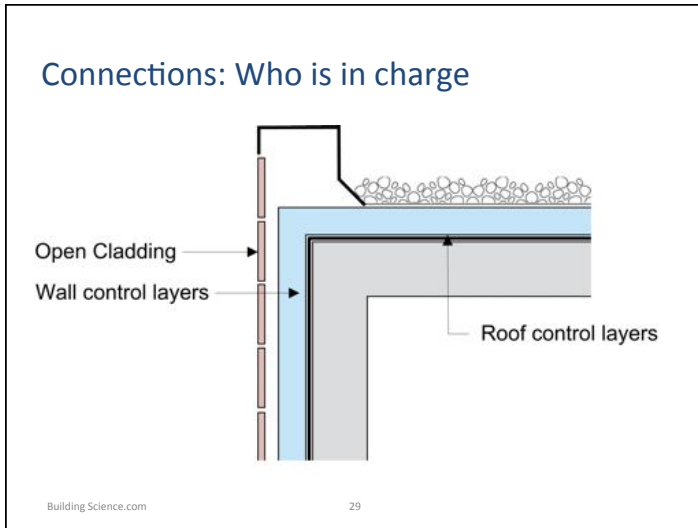 Connections: Who is in charge
Open Cladding
Wall control layers
Roof control layers
Building Science.com
29